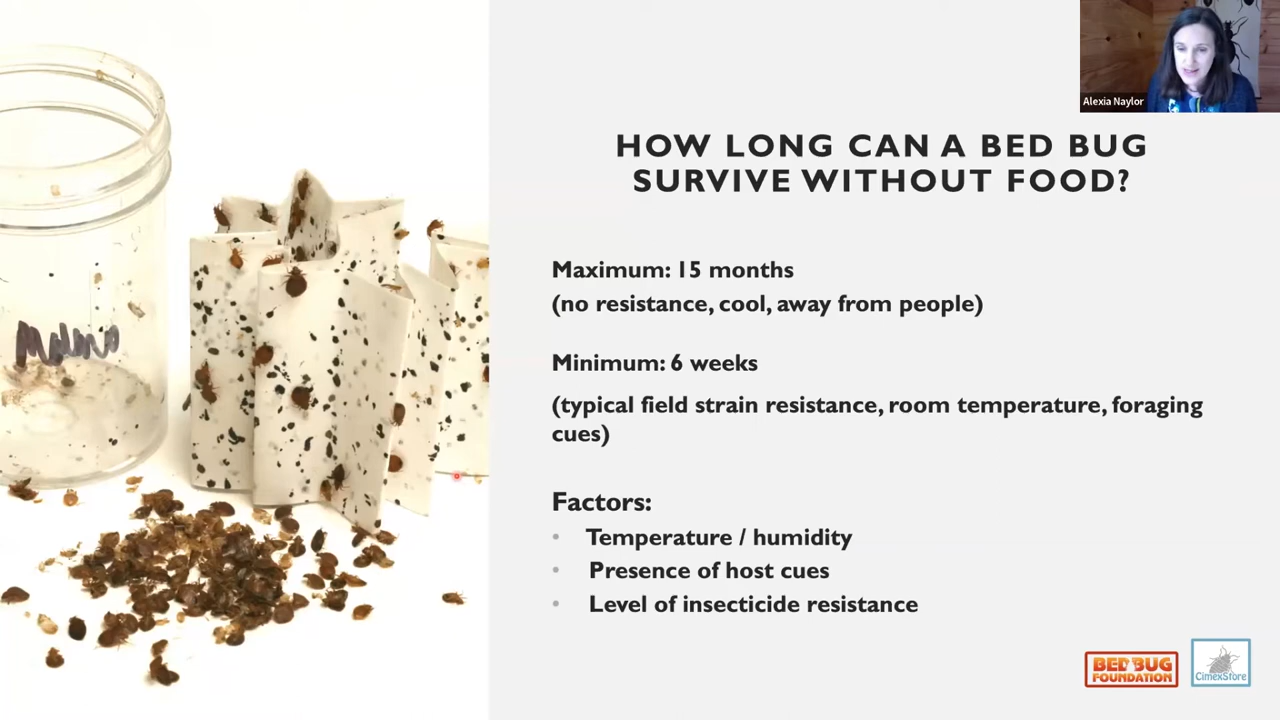 Alexia Naylor
HOW LONG CAN A BED BUG
SURVIVE WITHOUT FOOD?
Maximum: 15 months
(no resistance, cool, away from people)
Minimum: 6 weeks
(typical field strain resistance, room temperature, foraging
cues)
Factors:
• Temperature / humidity
• Presence of host cues
• Level of insecticide resistance
BED BUG
FOUNDATION
CimexStore